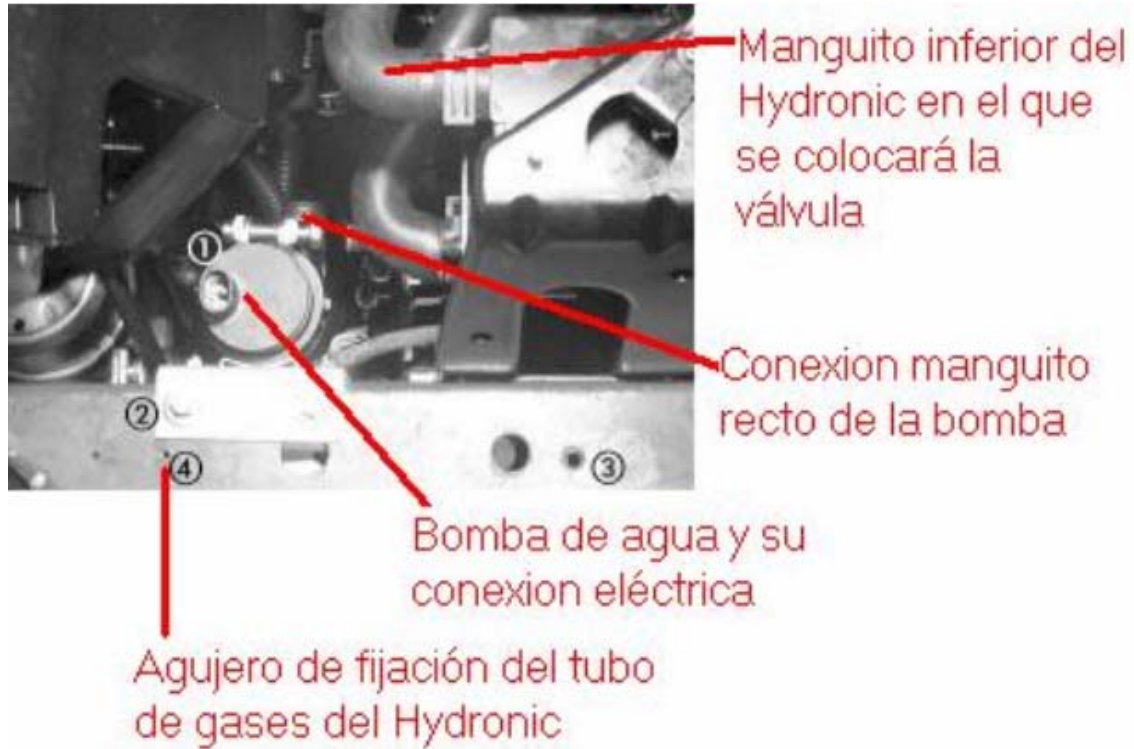 Manguito inferior del
Hydronic en el que
se colocará la
válvula
①
Conexion manguito
recto de la bomba
②
④
③
Bomba de agua y su
conexion eléctrica
Agujero de fijación del tubo
de gases del Hydronic